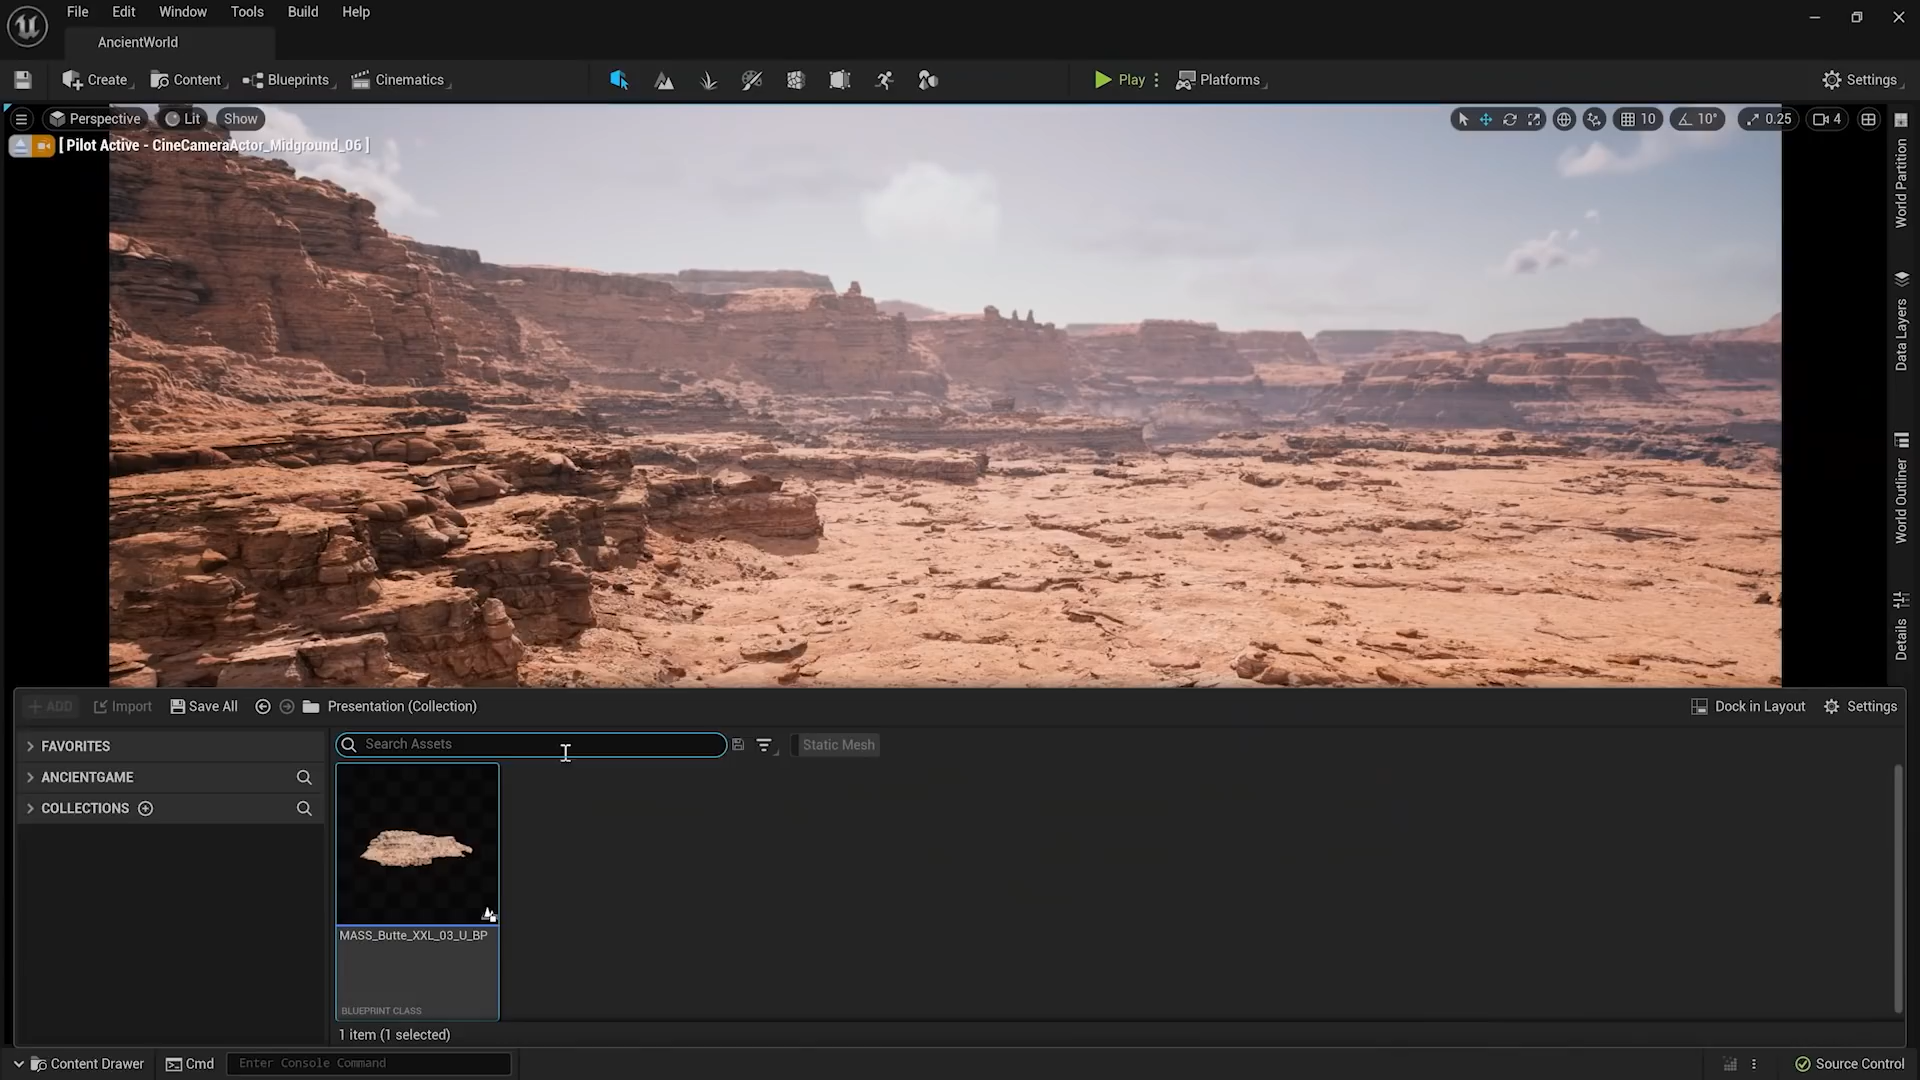 File Edit Window Tools Build Help
AncientWorld
Create Content Blueprints Cinematics Play Platforms Settings
Perspective Lit Show 10 10° 0.25 4
[ Pilot Active - CineCameraActor_Midground_06 ]
World Partition
Data Layers
World Outliner
Details
+ ADD Import Save All Presentation (Collection) Dock in Layout Settings
FAVORITES
Search Assets Static Mesh
ANCIENTGAME
COLLECTIONS
MASS_Butte_XXL_03_U_BP
BLUEPRINT CLASS
1 item (1 selected)
Content Drawer Cmd Enter Console Command Source Control